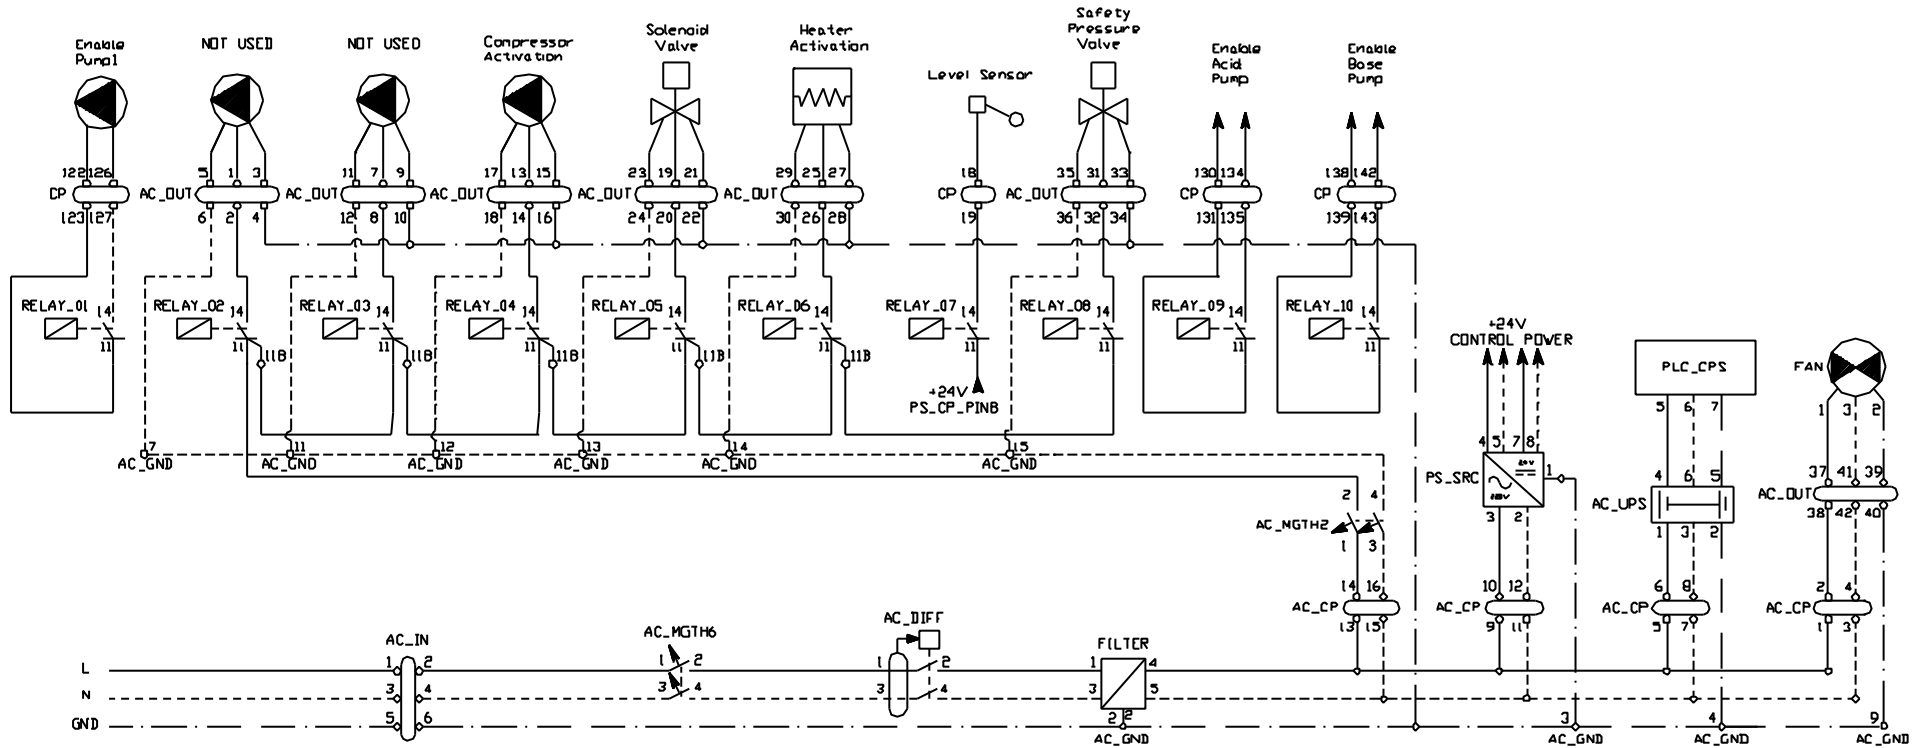 Enable
Pump1
NOT USED
NOT USED
Compressor
Activation
Solenoid
Valve
Heater
Activation
Level Sensor
Safety
Pressure
Valve
Enable
Acid
Pump
Enable
Base
Pump
122 126
5 1 3
11 7 9
17 13 15
23 19 21
29 25 27
18
35 31 33
130 134
138 142
CP
AC_OUT
AC_OUT
AC_OUT
AC_OUT
AC_OUT
CP
AC_OUT
CP
CP
123 127
6 2 4
12 8 10
18 14 16
24 20 22
30 26 28
19
36 32 34
131 135
139 143
RELAY_01 14
RELAY_02 14
RELAY_03 14
RELAY_04 14
RELAY_05 14
RELAY_06 14
RELAY_07 14
RELAY_08 14
RELAY_09 14
RELAY_10 14
11
11 11B
11 11B
11 11B
11 11B
11 11B
11
11
11
11
+24V
PS_CP_PIN8
+24V
CONTROL POWER
PLC_CPS
FAN
5 6 7
1 3 2
7
AC_GND
11
AC_GND
12
AC_GND
13
AC_GND
14
AC_GND
15
AC_GND
4 5 7 8
PS_SRC
1
3 2
4 6 5
AC_UPS
1 3 2
37 41 39
AC_OUT
38 42 40
2 4
AC_MGTH2
1 3
14 16
AC_CP
13 15
10 12
AC_CP
9 11
6 8
AC_CP
5 7
2 4
AC_CP
1 3
AC_IN
AC_MGTH6
AC_DIFF
FILTER
L
1 2
1 2
1 2
1 4
N
3 4
3 4
3 4
3 5
GND
5 6
2 2
AC_GND
3
AC_GND
4
AC_GND
9
AC_GND